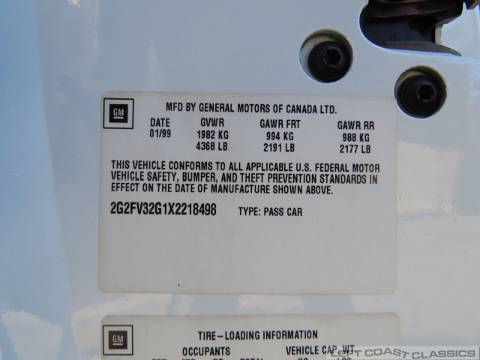 GM
MFD BY GENERAL MOTORS OF CANADA LTD.
DATE GVWR GAWR FRT GAWR RR
01/99 1982 KG 994 KG 988 KG
4368 LB 2191 LB 2177 LB
THIS VEHICLE CONFORMS TO ALL APPLICABLE U.S. FEDERAL MOTOR
VEHICLE SAFETY, BUMPER, AND THEFT PREVENTION STANDARDS IN
EFFECT ON THE DATE OF MANUFACTURE SHOWN ABOVE.
2G2FV32G1X2218498 TYPE: PASS CAR
GM
TIRE-LOADING INFORMATION
OCCUPANTS VEHICLE CAP. WT.
LEFT COAST CLASSICS